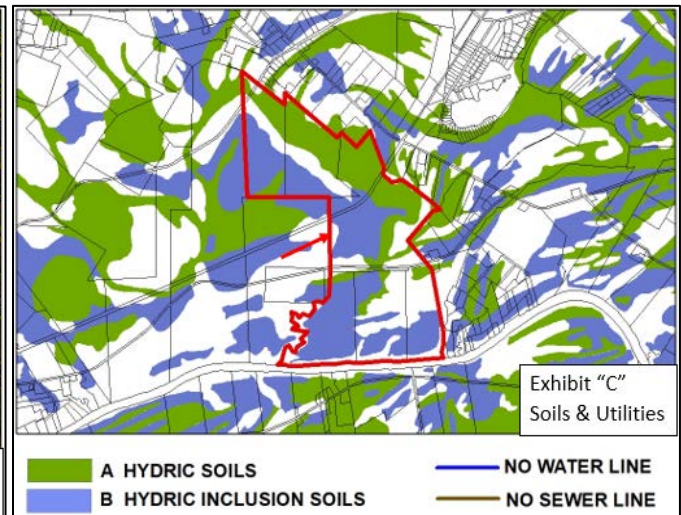 Exhibit "C"
Soils & Utilities
A HYDRIC SOILS
NO WATER LINE
B HYDRIC INCLUSION SOILS
NO SEWER LINE